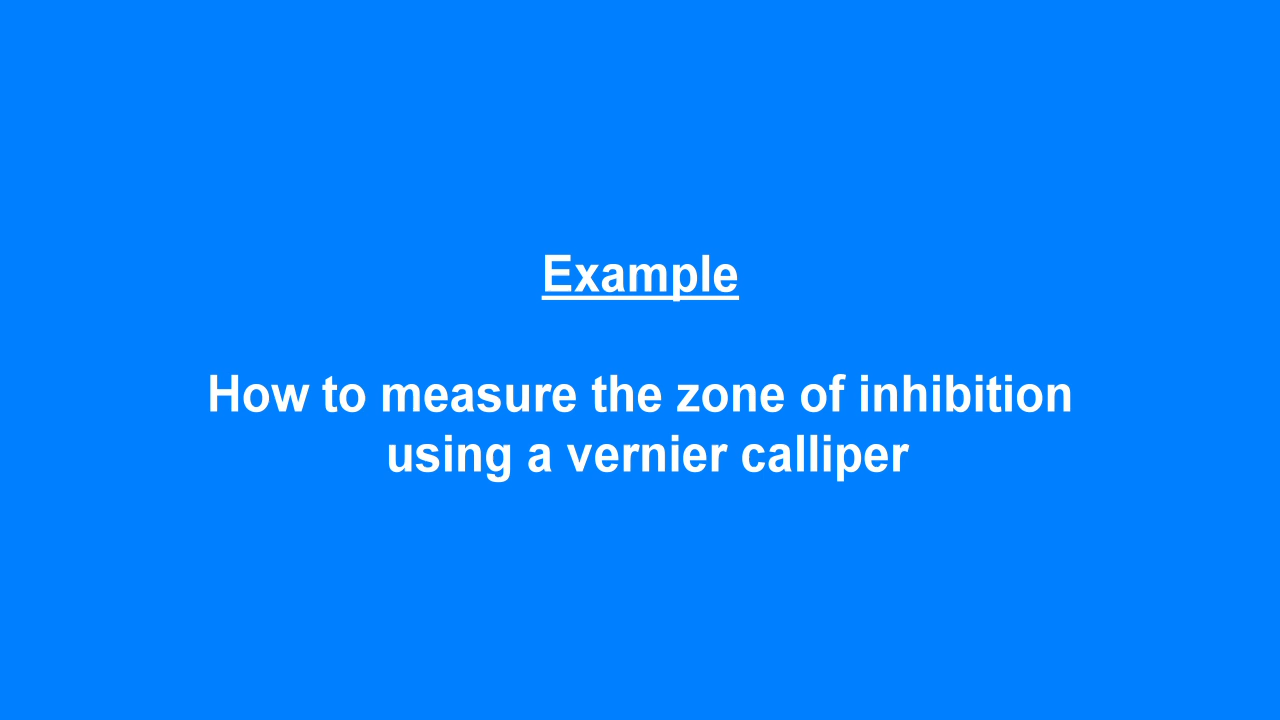 Example
How to measure the zone of inhibition
using a vernier calliper